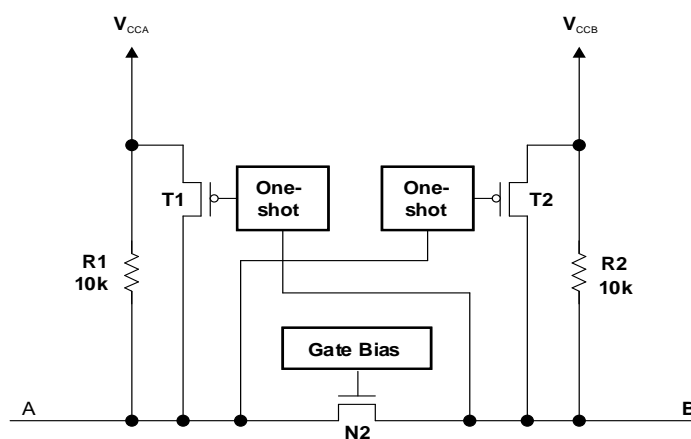 VCCA
VCCB
One-
shot
One-
shot
T1
T2
R1
10k
R2
10k
Gate Bias
A
B
N2